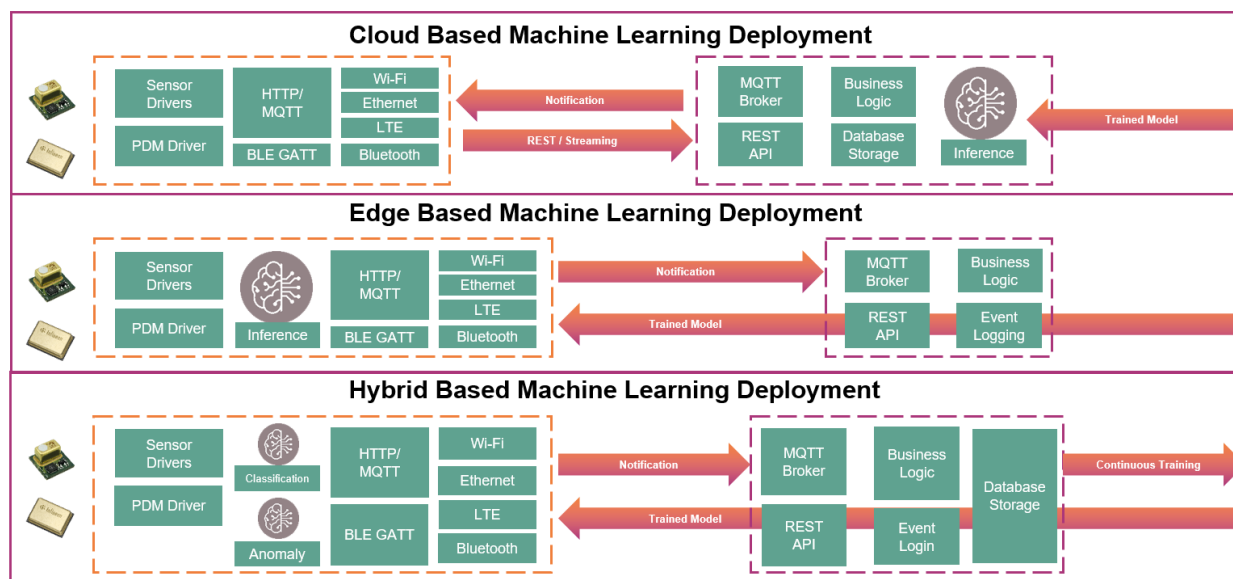 Cloud Based Machine Learning Deployment
Sensor
Drivers
PDM Driver
HTTP/
MQTT
BLE GATT
Wi-Fi
Ethernet
LTE
Bluetooth
Notification
REST / Streaming
MQTT
Broker
REST
API
Business
Logic
Database
Storage
Inference
Trained Model
Edge Based Machine Learning Deployment
Sensor
Drivers
PDM Driver
Inference
HTTP/
MQTT
BLE GATT
Wi-Fi
Ethernet
LTE
Bluetooth
Notification
Trained Model
MQTT
Broker
REST
API
Business
Logic
Event
Logging
Hybrid Based Machine Learning Deployment
Sensor
Drivers
PDM Driver
Classification
Anomaly
HTTP/
MQTT
BLE GATT
Wi-Fi
Ethernet
LTE
Bluetooth
Notification
Trained Model
MQTT
Broker
REST
API
Business
Logic
Event
Login
Database
Storage
Continuous Training